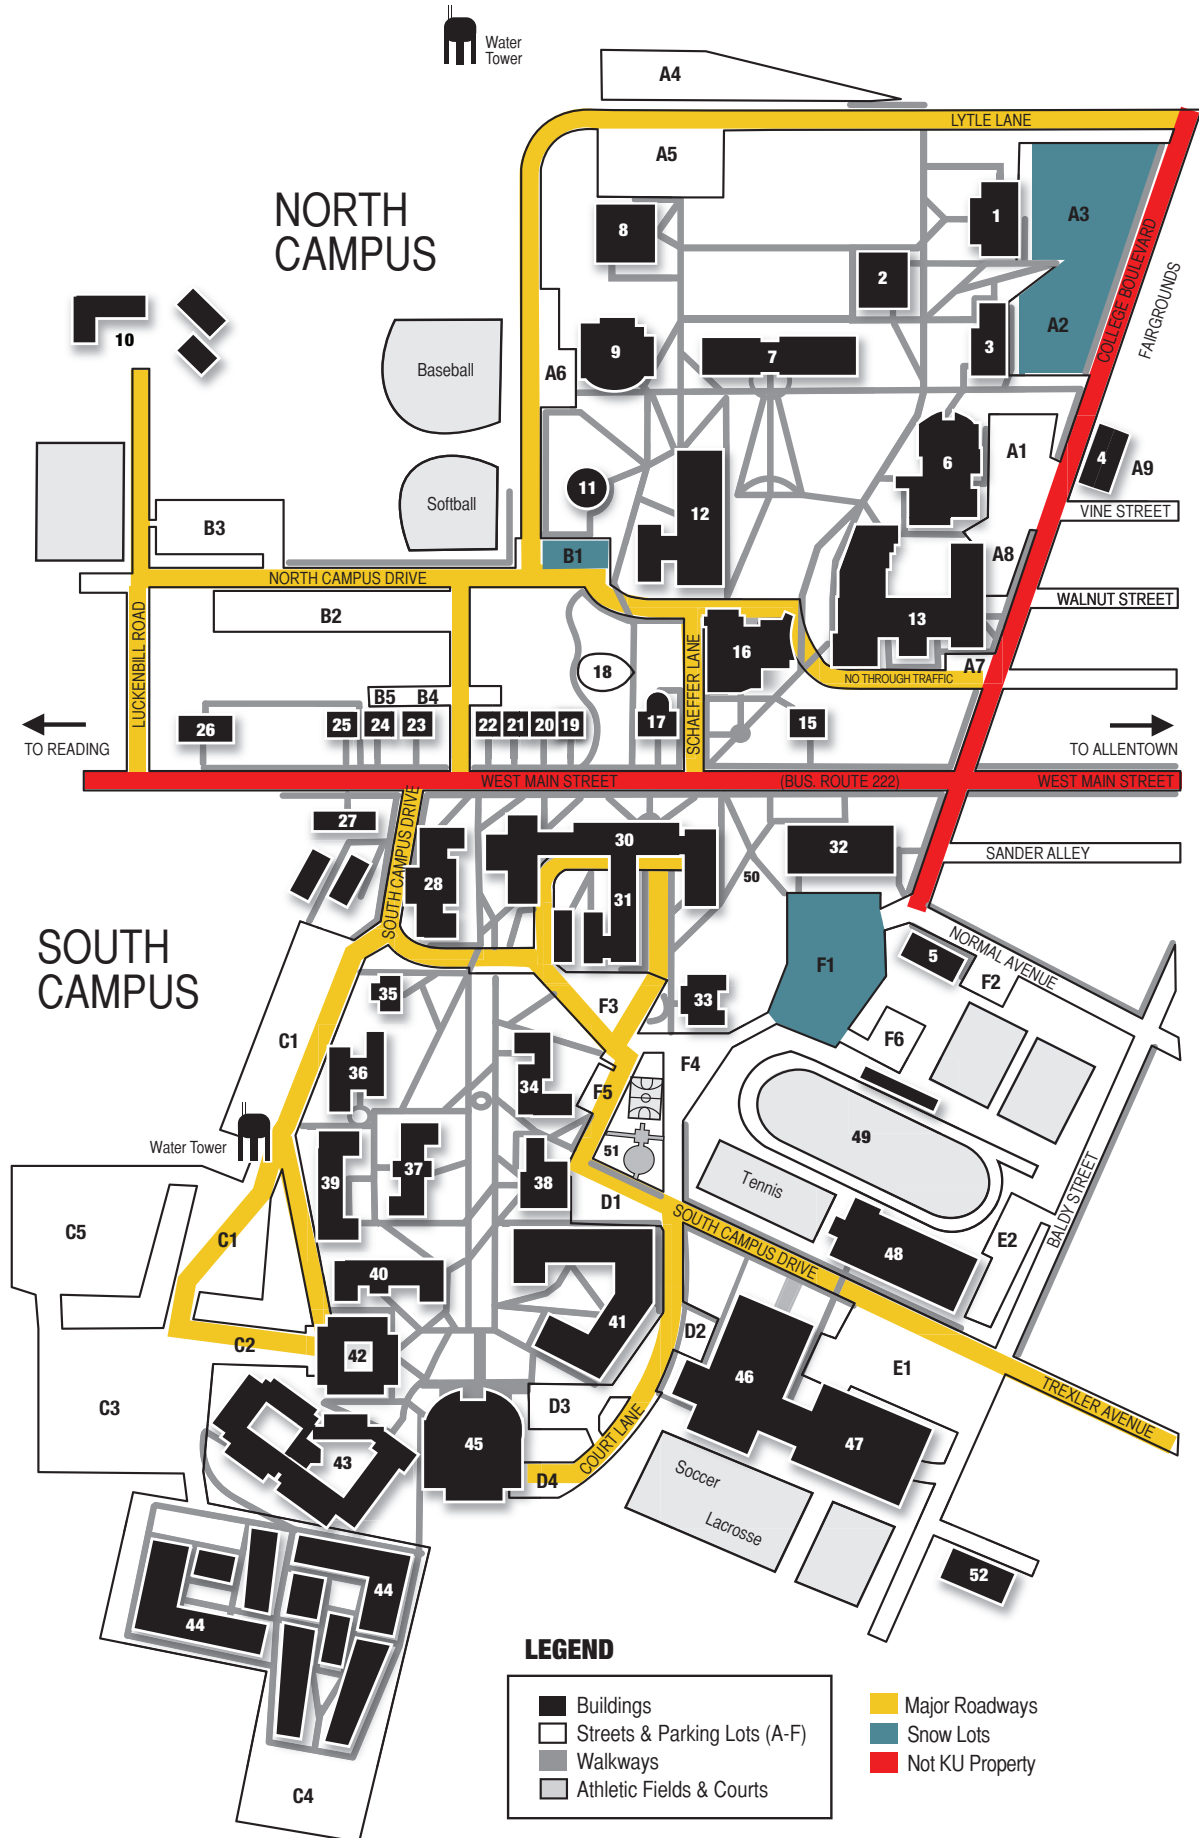 Water
Tower
A4
LYTLE LANE
A5
NORTH
CAMPUS
1
A3
8
2
COLLEGE BOULEVARD
FAIRGROUNDS
10
A2
3
9
7
Baseball
A6
A1
6
4
A9
11
Softball
12
VINE STREET
B3
B1
A8
NORTH CAMPUS DRIVE
WALNUT STREET
B2
13
LUCKENBILL ROAD
SCHAEFFER LANE
16
18
A7
NO THROUGH TRAFFIC
B5
B4
26
25
24
23
22
21
20
19
17
15
TO READING
TO ALLENTOWN
WEST MAIN STREET
(BUS. ROUTE 222)
WEST MAIN STREET
27
SOUTH CAMPUS DRIVE
30
32
SANDER ALLEY
28
31
50
SOUTH
CAMPUS
NORMAL AVENUE
5
F1
F2
35
F3
33
C1
F6
36
F4
34
F5
Water Tower
49
51
37
39
38
Tennis
BALDY STREET
D1
C5
C1
SOUTH CAMPUS DRIVE
E2
48
40
41
C2
42
D2
E1
46
TREXLER AVENUE
C3
D3
COURT LANE
45
47
43
D4
Soccer
Lacrosse
52
44
44
C4
LEGEND
Buildings
Streets & Parking Lots (A-F)
Walkways
Athletic Fields & Courts
Major Roadways
Snow Lots
Not KU Property